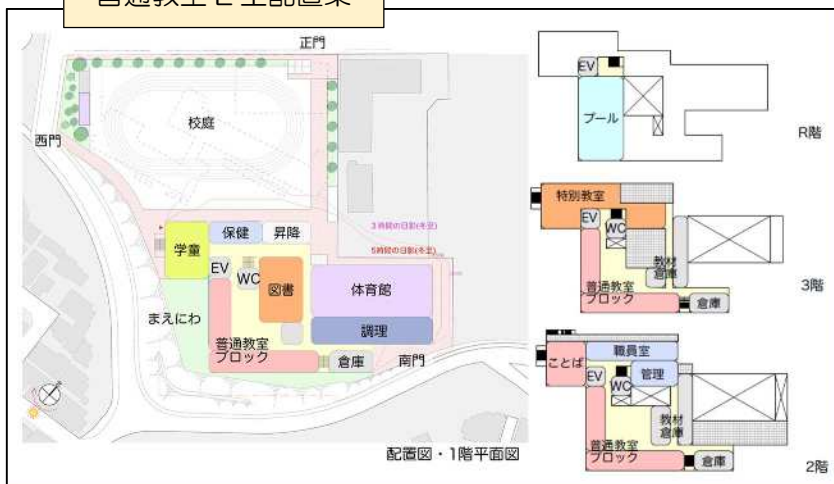 普通教室L型配置案
正門
校庭
西門
3時間の日影(冬至)
5時間の日影(冬至)
学童
保健
昇降
EV
WC
図書
体育館
まえにわ
普通教室
ブロック
調理
倉庫
南門
配置図・1階平面図
EV
プール
R階
特別教室
EV
WC
教材
倉庫
普通教室
ブロック
倉庫
3階
ことば
職員室
EV
WC
管理
教材
倉庫
普通教室
ブロック
倉庫
2階